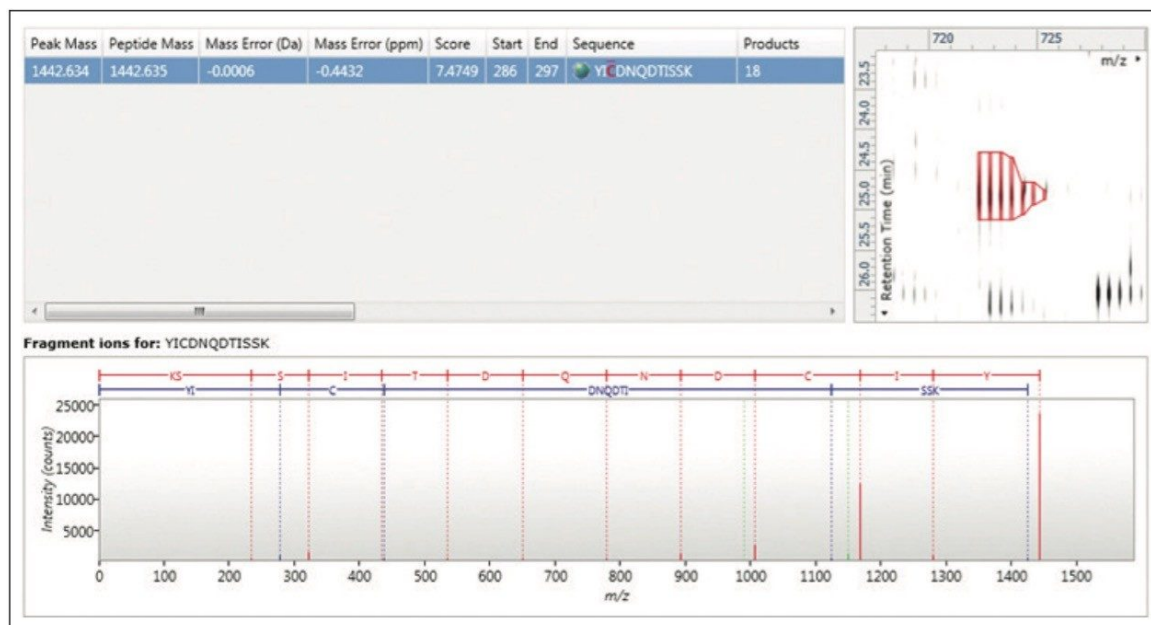 Peak Mass Peptide Mass Mass Error (Da) Mass Error (ppm) Score Start End Sequence Products
1442.634 1442.635 -0.0006 -0.4432 7.4749 286 297 YICDNQDTISSK 18
720 725
m/z
23.5
24.0
24.5
25.0
25.5
26.0
Retention Time (min)
Fragment ions for: YICDNQDTISSK
KS S I T D Q N D C I Y
YI C DNQDTI SSK
25000
20000
15000
10000
5000
Intensity (counts)
0 100 200 300 400 500 600 700 800 900 1000 1100 1200 1300 1400 1500
m/z